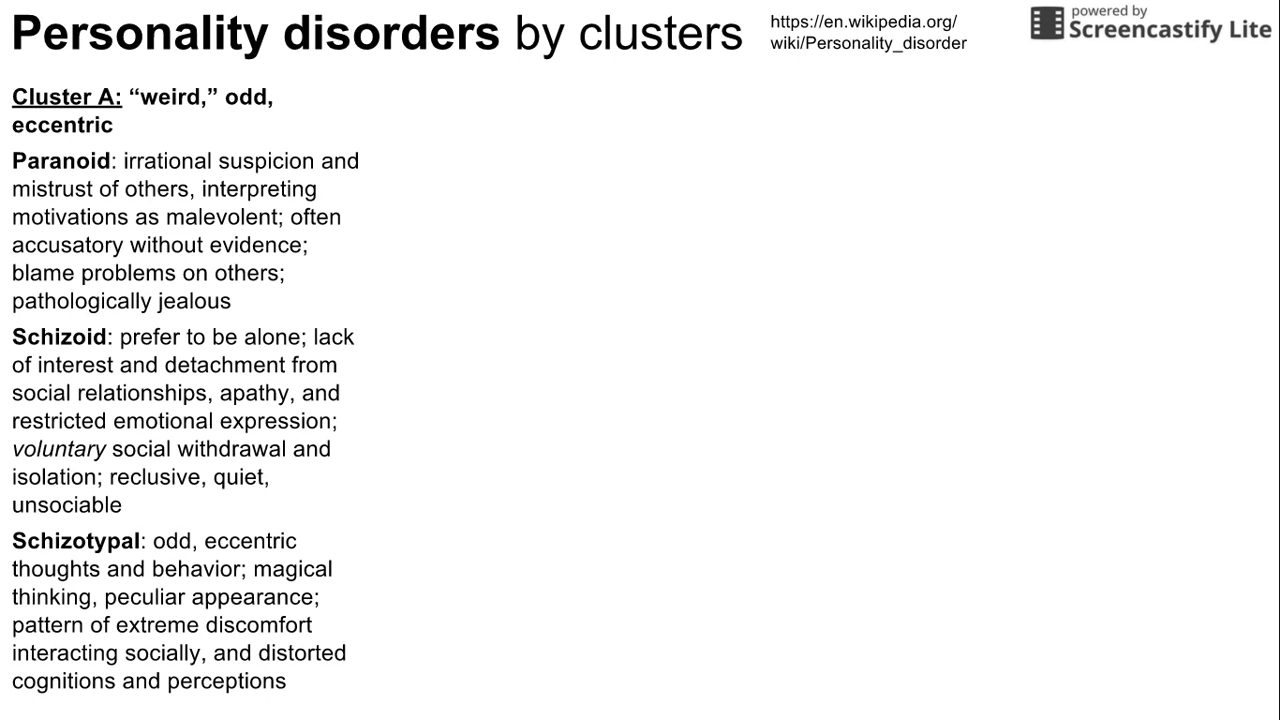 Personality disorders by clusters
https://en.wikipedia.org/
wiki/Personality_disorder
powered by
Screencastify Lite
Cluster A: “weird,” odd,
eccentric
Paranoid: irrational suspicion and
mistrust of others, interpreting
motivations as malevolent; often
accusatory without evidence;
blame problems on others;
pathologically jealous
Schizoid: prefer to be alone; lack
of interest and detachment from
social relationships, apathy, and
restricted emotional expression;
voluntary social withdrawal and
isolation; reclusive, quiet,
unsociable
Schizotypal: odd, eccentric
thoughts and behavior; magical
thinking, peculiar appearance;
pattern of extreme discomfort
interacting socially, and distorted
cognitions and perceptions